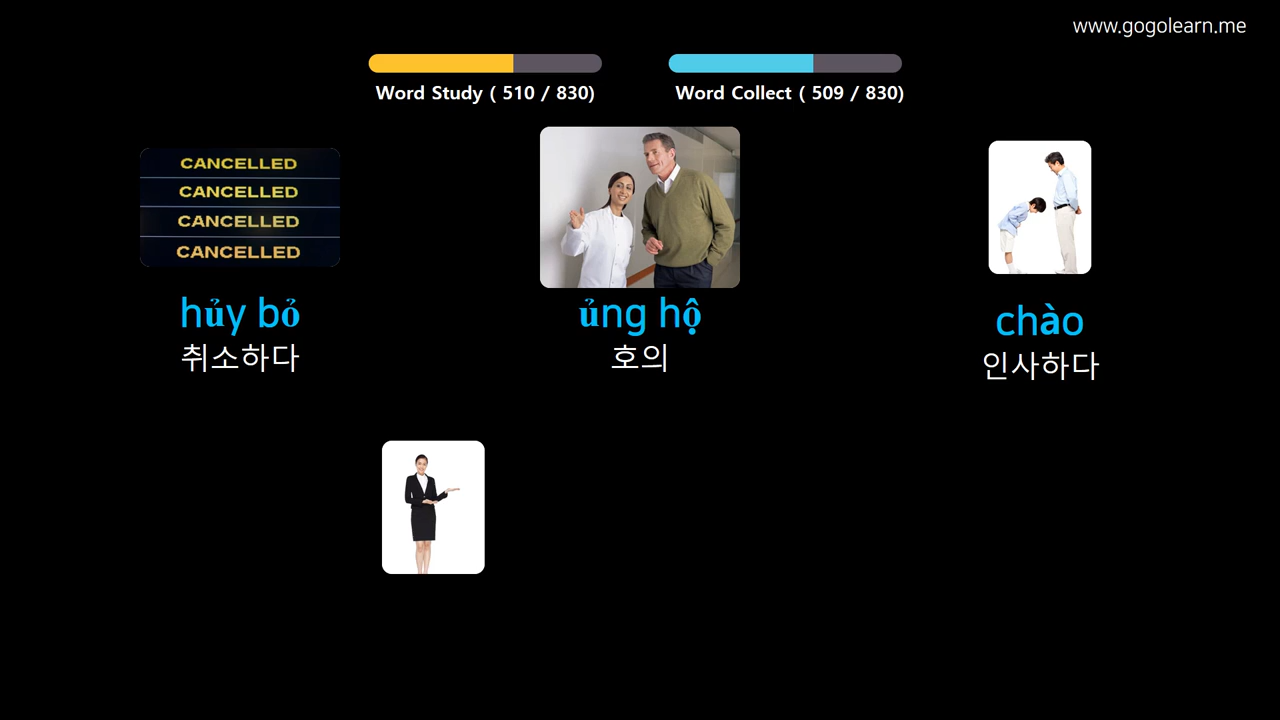 www.gogolearn.me
Word Study ( 510 / 830)
Word Collect ( 509 / 830)
CANCELLED
CANCELLED
CANCELLED
CANCELLED
hủy bỏ
취소하다
ủng hộ
호의
chào
인사하다